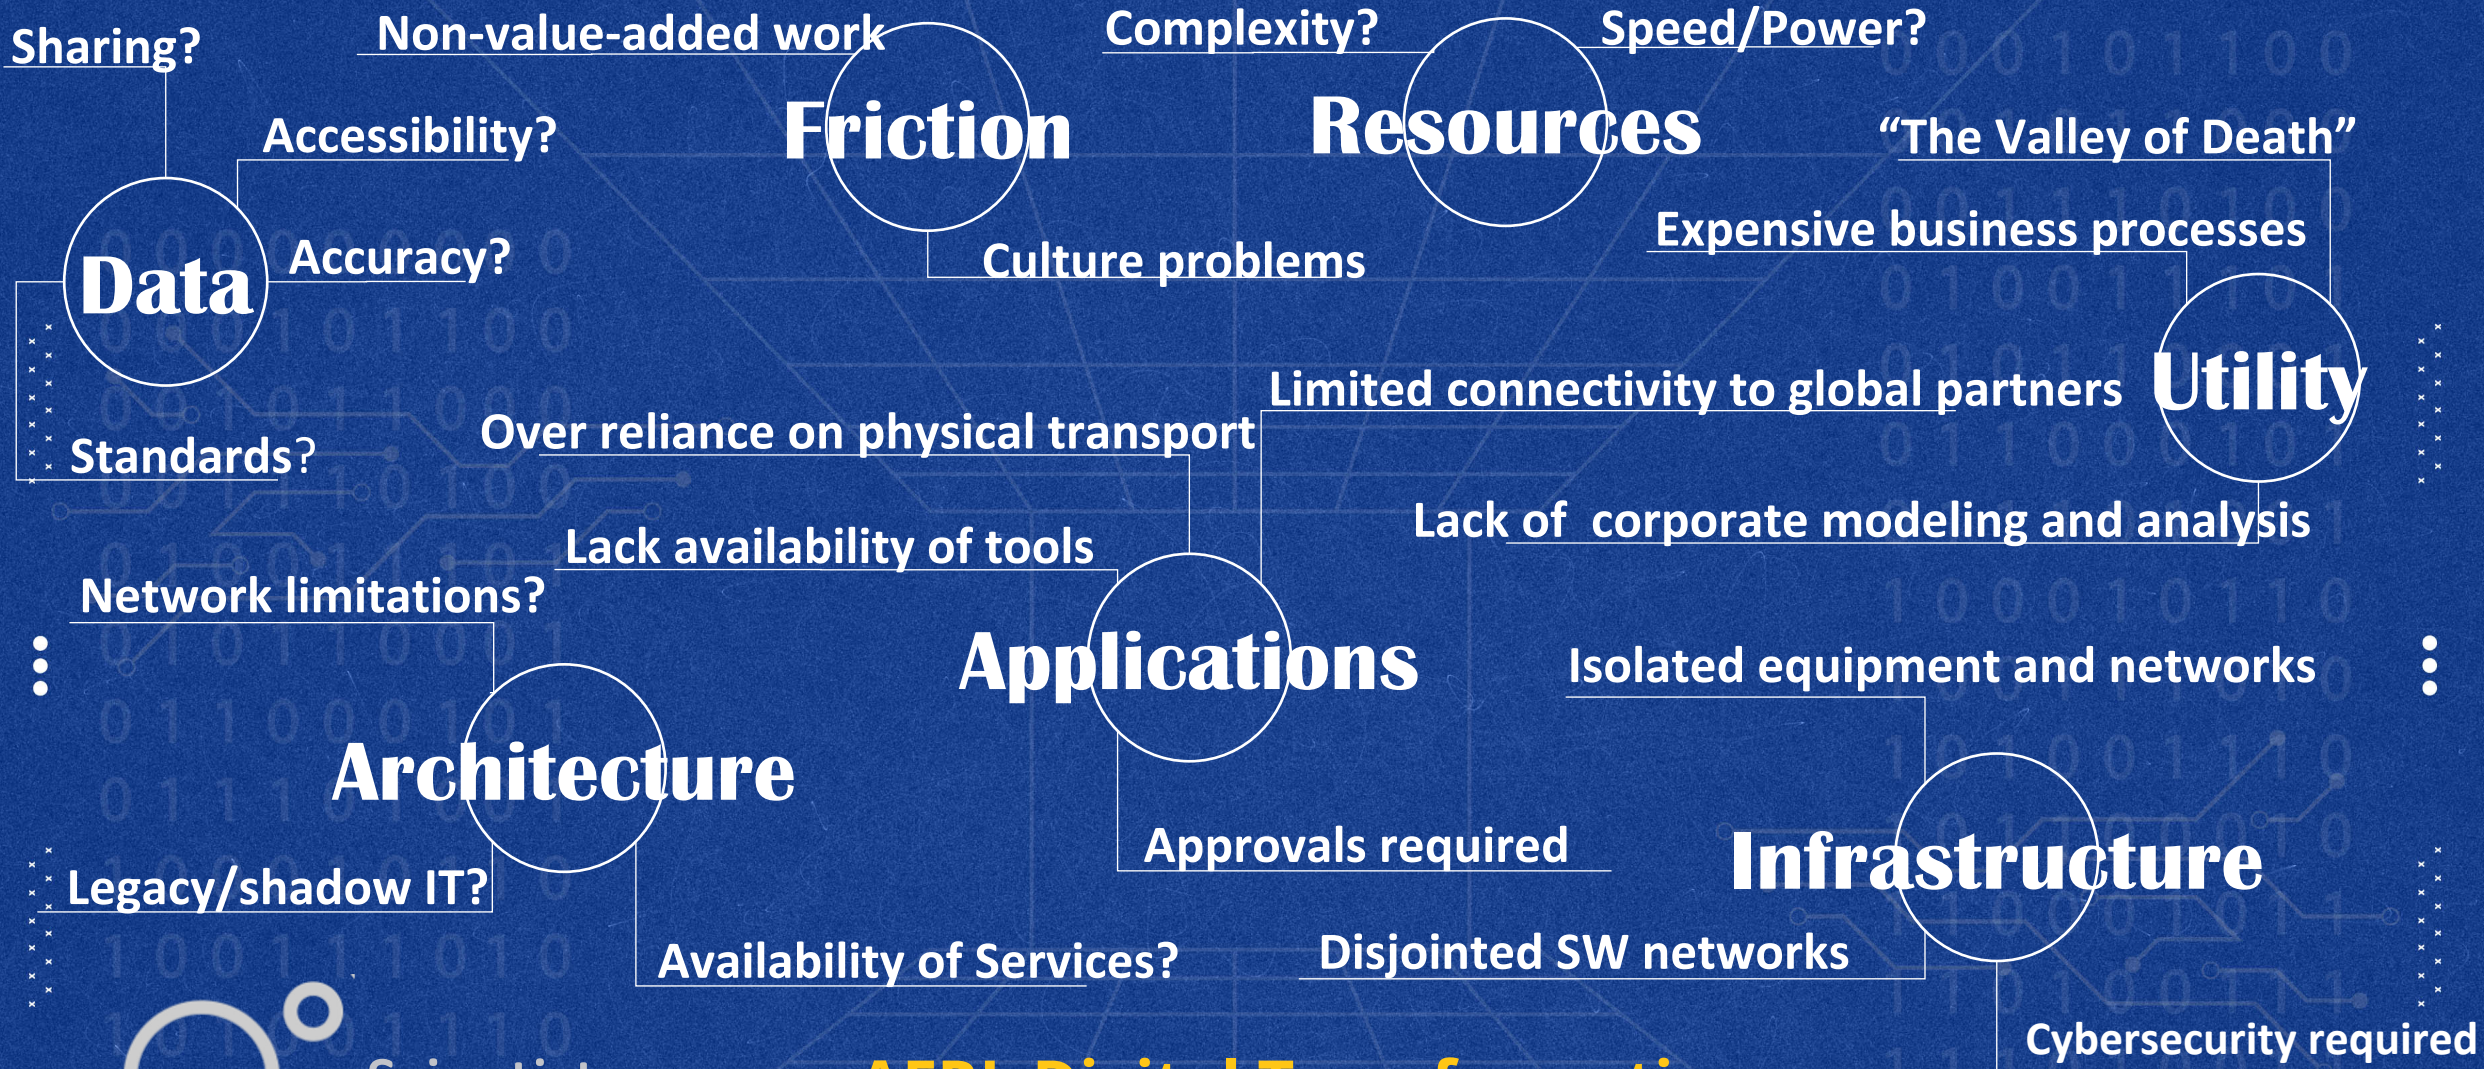 Sharing?
Non-value-added work
Complexity?
Speed/Power?
Accessibility?
Friction
Resources
“The Valley of Death”
Accuracy?
Data
Culture problems
Expensive business processes
Utility
Limited connectivity to global partners
Over reliance on physical transport
Standards?
Lack of corporate modeling and analysis
Lack availability of tools
Network limitations?
Applications
Isolated equipment and networks
Architecture
Approvals required
Infrastructure
Legacy/shadow IT?
Availability of Services?
Disjointed SW networks
Cybersecurity required